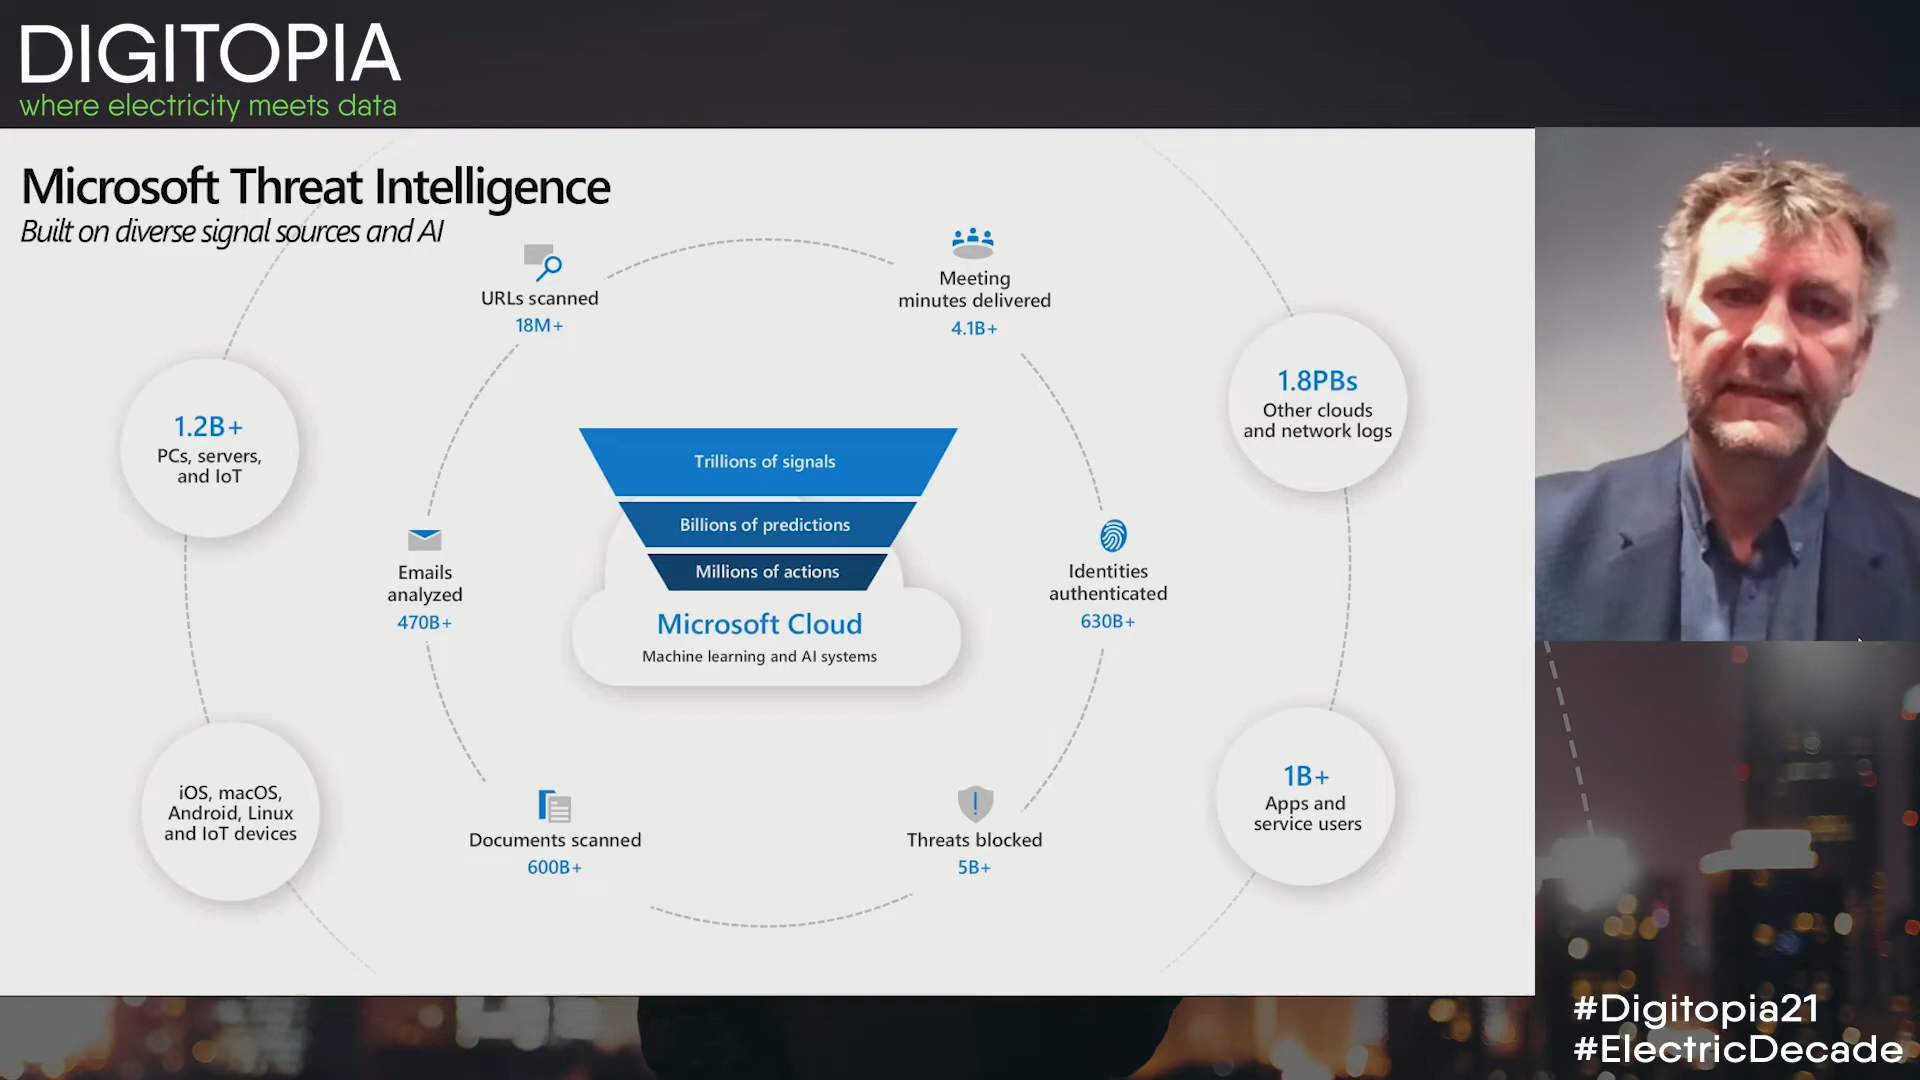 DIGITOPIA
where electricity meets data
Microsoft Threat Intelligence
Built on diverse signal sources and AI
URLs scanned
18M+
Meeting
minutes delivered
4.1B+
1.2B+
PCs, servers,
and IoT
1.8PBs
Other clouds
and network logs
Trillions of signals
Billions of predictions
Millions of actions
Microsoft Cloud
Machine learning and AI systems
Emails
analyzed
470B+
Identities
authenticated
630B+
iOS, macOS,
Android, Linux
and IoT devices
Documents scanned
600B+
Threats blocked
5B+
1B+
Apps and
service users
#Digitopia21
#ElectricDecade